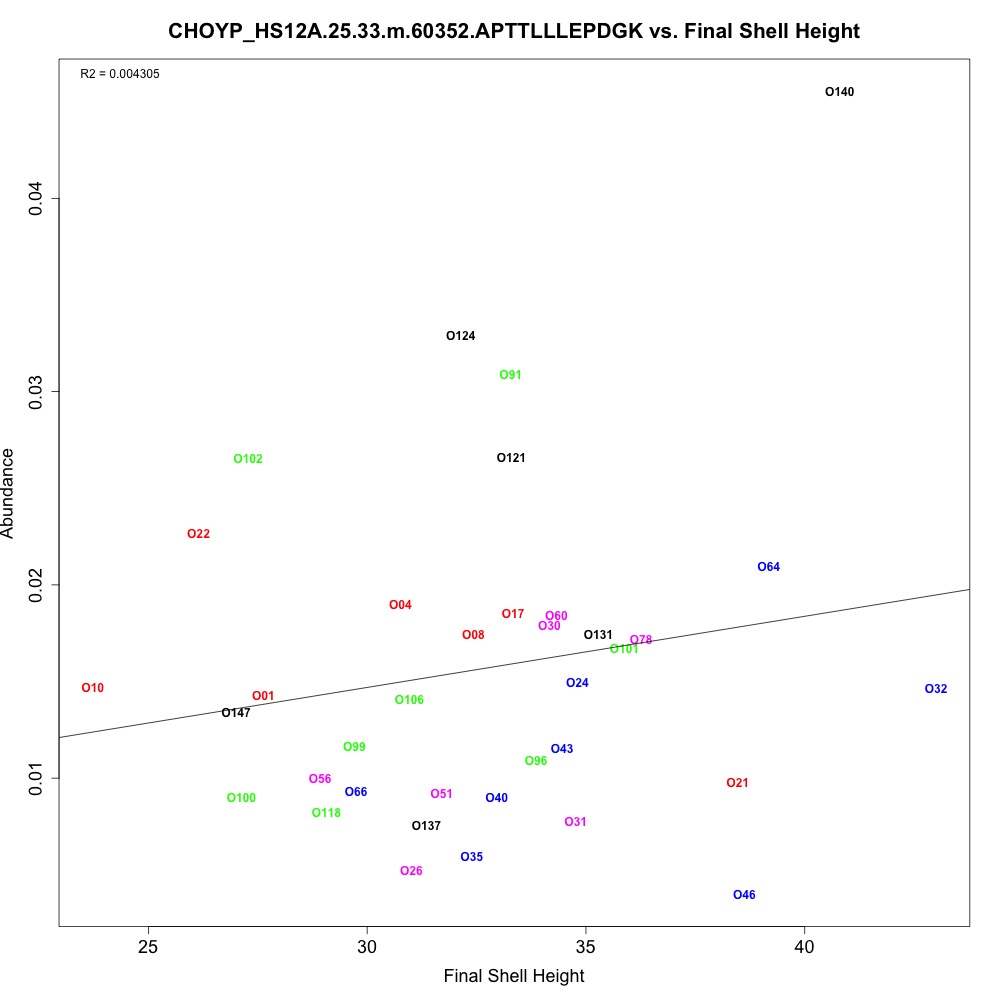 CHOYP_HS12A.25.33.m.60352.APTTLLLEPDGK vs. Final Shell Height
R2 = 0.004305
O140
0.04
O124
O91
0.03
O121
O102
Abundance
O22
O64
0.02
O04
O17
O60
O30
O08
O131
O78
O101
O10
O01
O24
O32
O106
O147
O99
O43
O96
0.01
O56
O21
O66
O51
O100
O40
O118
O31
O137
O35
O26
O46
25 30 35 40
Final Shell Height